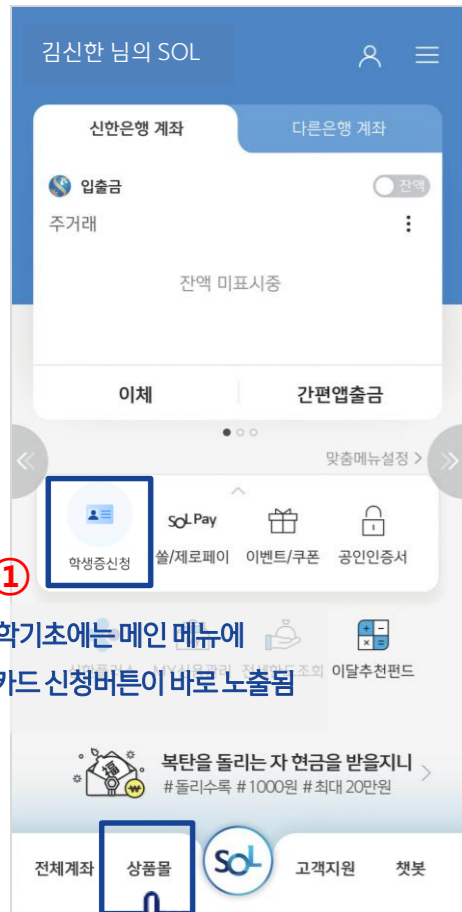 김신한 님의 SOL
신한은행 계좌 다른은행 계좌
입출금 잔액
주거래
잔액 미표시중
이체 간편앱출금
맞춤메뉴설정 >
학생증신청 SOL Pay 쏠/제로페이 이벤트/쿠폰 공인인증서
①
학기초에는 메인 메뉴에
카드 신청버튼이 바로 노출됨
전세한도조회 이달추천펀드
복탄을 돌리는 자 현금을 받을지니 >
#돌리수록 #1000원 #최대 20만원
전체계좌 상품몰 SOL 고객지원 챗봇